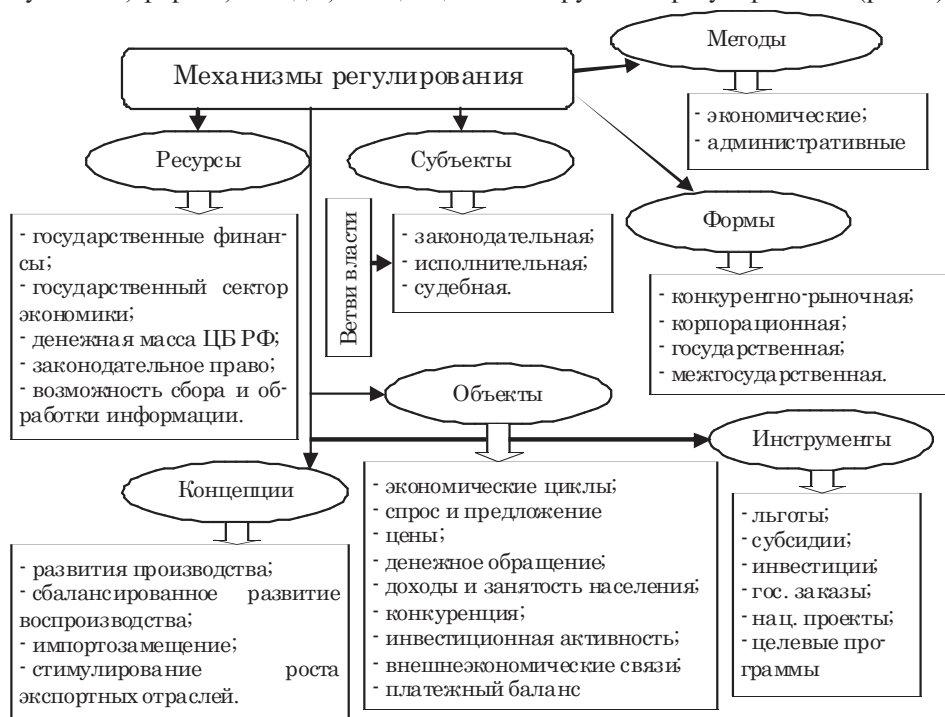 Методы
Механизмы регулирования
- экономические;
- административные
Ресурсы
Субъекты
Формы
- государственные финан-
сы;
- государственный сектор
экономики;
- денежная масса ЦБ РФ;
- законодательное право;
- возможность сбора и об-
работки информации.
Ветви власти
- законодательная;
- исполнительная;
- судебная.
- конкурентно-рыночная;
- корпорационная;
- государственная;
- межгосударственная.
Объекты
Инструменты
Концепции
- экономические циклы;
- спрос и предложение
- цены;
- денежное обращение;
- доходы и занятость населения;
- конкуренция;
- инвестиционная активность;
- внешнеэкономические связи;
- платежный баланс
- льготы;
- субсидии;
- инвестиции;
- гос. заказы;
- нац. проекты;
- целевые про-
граммы
- развития производства;
- сбалансированное развитие
воспроизводства;
- импортозамещение;
- стимулирование роста
экспортных отраслей.